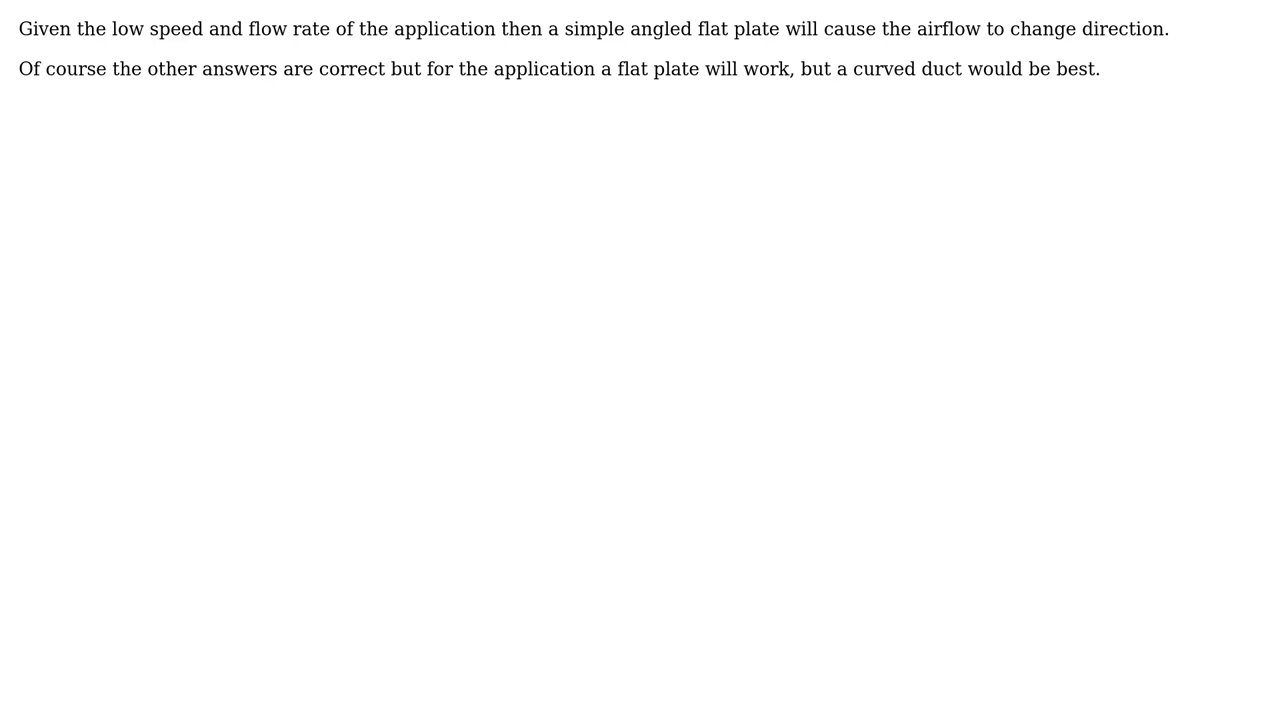 Given the low speed and flow rate of the application then a simple angled flat plate will cause the airflow to change direction.
Of course the other answers are correct but for the application a flat plate will work, but a curved duct would be best.